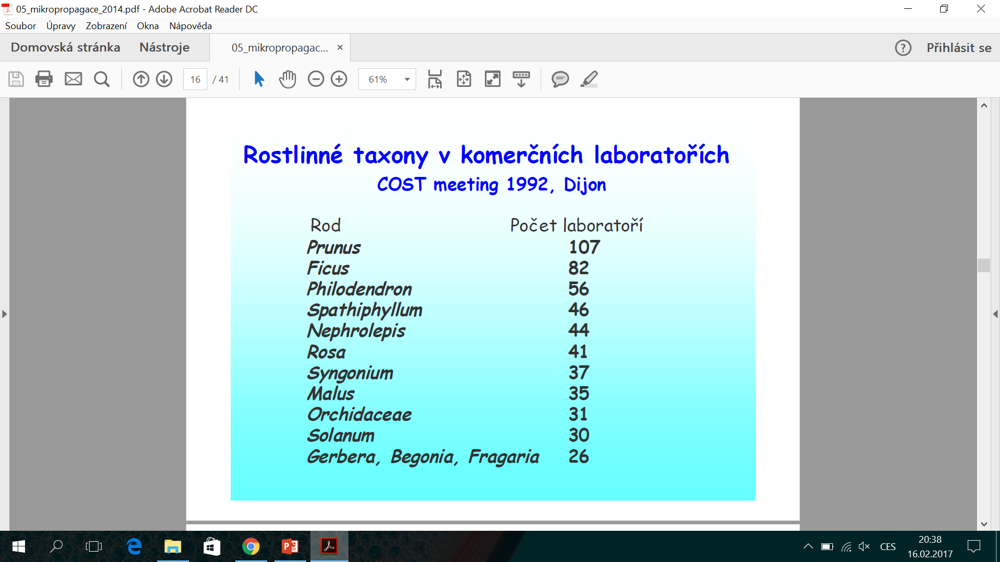 05_mikropropagace_2014.pdf - Adobe Acrobat Reader DC
Soubor Úpravy Zobrazení Okna Nápověda
Domovská stránka Nástroje 05_mikropropagac... × ? Přihlásit se
16 / 41 61%
Rostlinné taxony v komerčních laboratořích
COST meeting 1992, Dijon
Rod Počet laboratoří
Prunus 107
Ficus 82
Philodendron 56
Spathiphyllum 46
Nephrolepis 44
Rosa 41
Syngonium 37
Malus 35
Orchidaceae 31
Solanum 30
Gerbera, Begonia, Fragaria 26
CES 20:38
16.02.2017